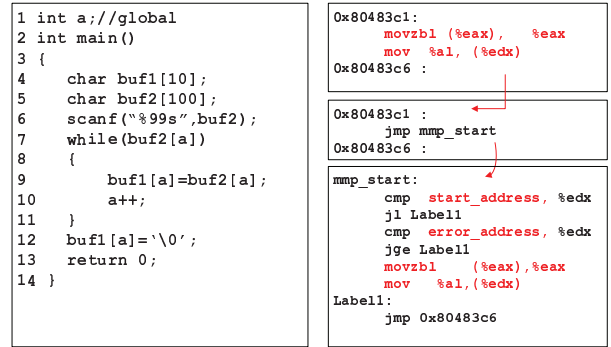 1 int a;//global
2 int main()
3 {
4 char buf1[10];
5 char buf2[100];
6 scanf(“%99s”,buf2);
7 while(buf2[a])
8 {
9 buf1[a]=buf2[a];
10 a++;
11 }
12 buf1[a]=‘\0’;
13 return 0;
14 }
0x80483c1:
movzbl (%eax), %eax
mov %al, (%edx)
0x80483c6 :
0x80483c1 :
jmp mmp_start
0x80483c6 :
mmp_start:
cmp start_address, %edx
jl Label1
cmp error_address, %edx
jge Label1
movzbl (%eax),%eax
mov %al,(%edx)
Label1:
jmp 0x80483c6